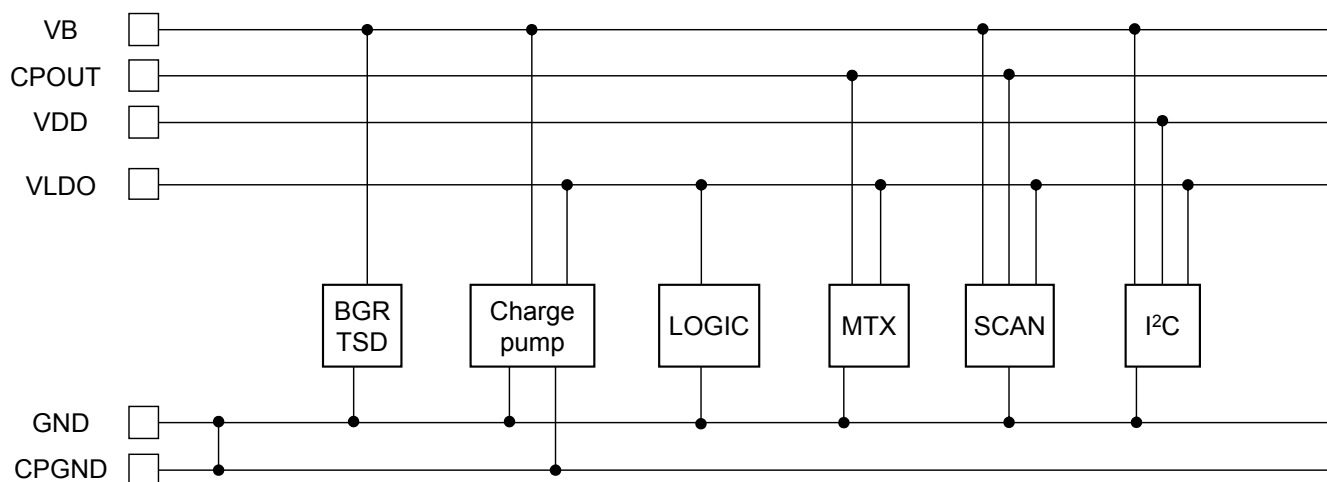 VB
CPOUT
VDD
VLDO
BGR
TSD
Charge
pump
LOGIC
MTX
SCAN
I²C
GND
CPGND